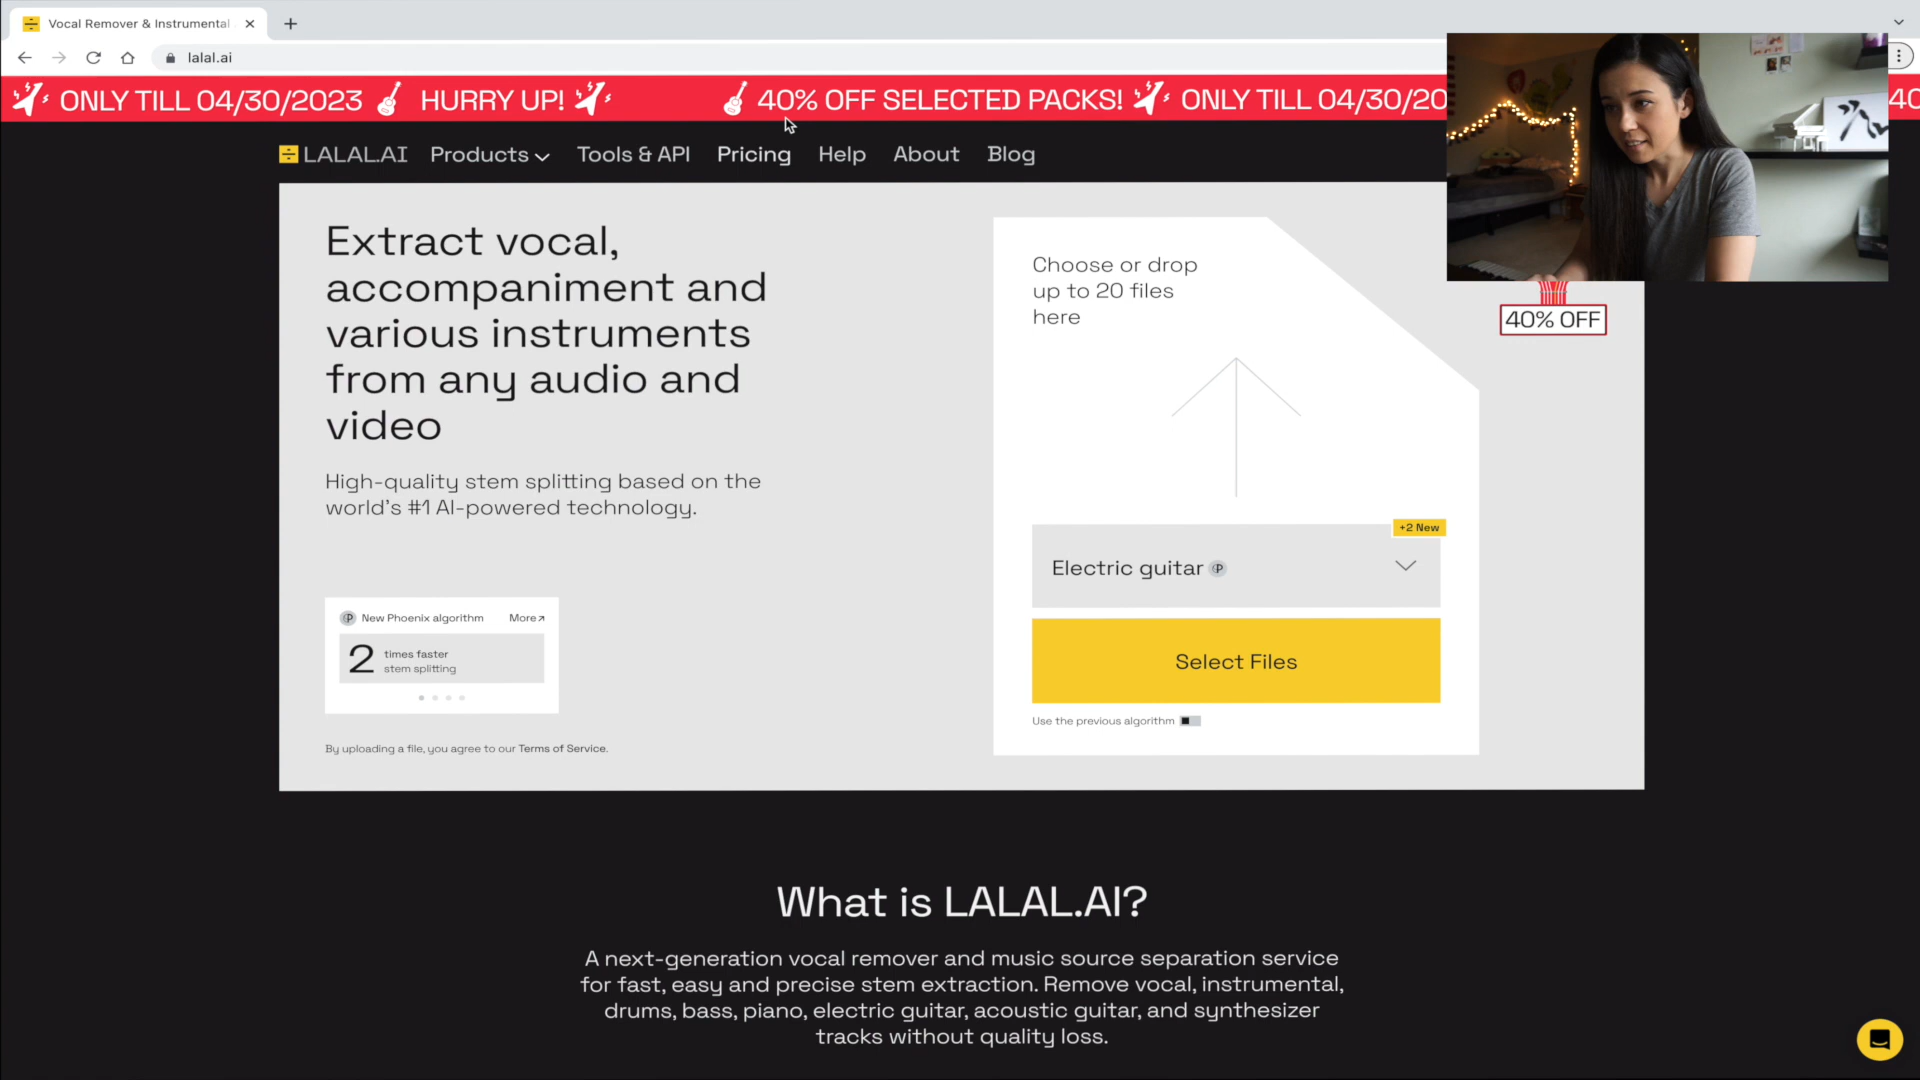 Vocal Remover & Instrumental
lalal.ai
ONLY TILL 04/30/2023 HURRY UP! 40% OFF SELECTED PACKS! ONLY TILL 04/30/20
40
LALAL.AI Products Tools & API Pricing Help About Blog
Extract vocal,
accompaniment and
various instruments
from any audio and
video
High-quality stem splitting based on the
world's #1 AI-powered technology.
New Phoenix algorithm More
2 times faster
stem splitting
By uploading a file, you agree to our Terms of Service.
Choose or drop
up to 20 files
here
40% OFF
+2 New
Electric guitar P
Select Files
Use the previous algorithm
What is LALAL.AI?
A next-generation vocal remover and music source separation service
for fast, easy and precise stem extraction. Remove vocal, instrumental,
drums, bass, piano, electric guitar, acoustic guitar, and synthesizer
tracks without quality loss.